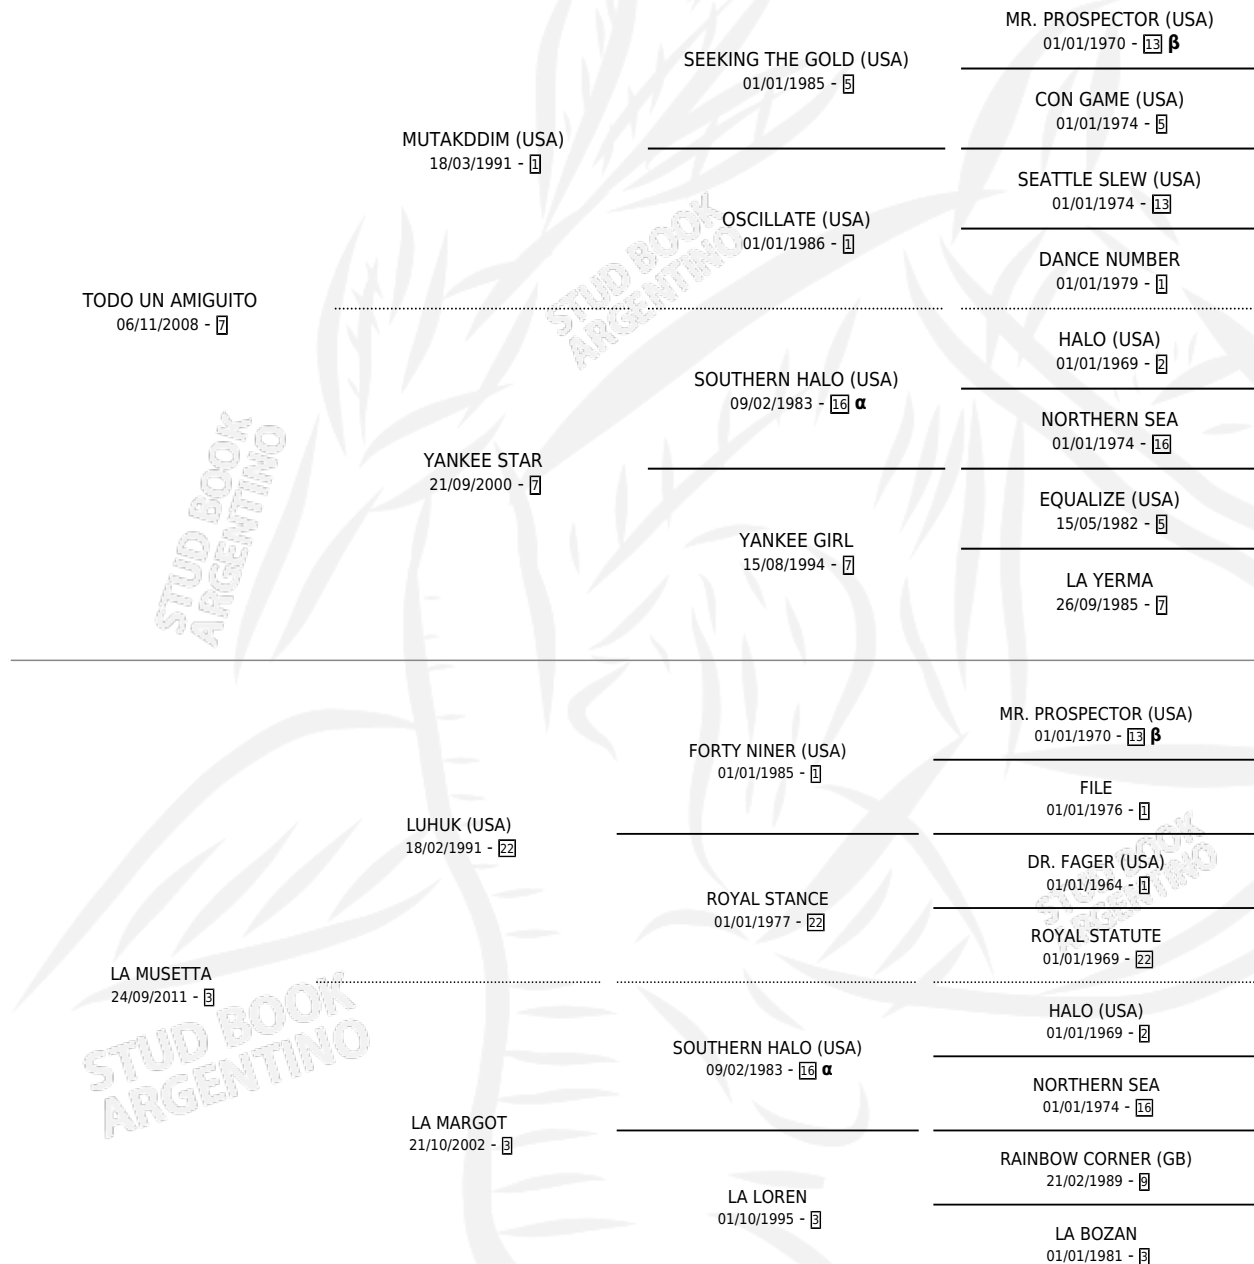 MR. PROSPECTOR (USA)
01/01/1970 - 13 β
SEEKING THE GOLD (USA)
01/01/1985 - 5
CON GAME (USA)
01/01/1974 - 5
MUTAKDDIM (USA)
18/03/1991 - 1
SEATTLE SLEW (USA)
01/01/1974 - 13
OSCILLATE (USA)
01/01/1986 - 1
DANCE NUMBER
01/01/1979 - 1
TODO UN AMIGUITO
06/11/2008 - 7
HALO (USA)
01/01/1969 - 2
SOUTHERN HALO (USA)
09/02/1983 - 16 α
NORTHERN SEA
01/01/1974 - 16
YANKEE STAR
21/09/2000 - 7
EQUALIZE (USA)
15/05/1982 - 5
YANKEE GIRL
15/08/1994 - 7
LA YERMA
26/09/1985 - 7
STUD BOOK
ARGENTINO
STUD BOOK
ARGENTINO
MR. PROSPECTOR (USA)
01/01/1970 - 13 β
FORTY NINER (USA)
01/01/1985 - 1
FILE
01/01/1976 - 1
LUHUK (USA)
18/02/1991 - 22
DR. FAGER (USA)
01/01/1964 - 1
ROYAL STANCE
01/01/1977 - 22
ROYAL STATUTE
01/01/1969 - 22
LA MUSETTA
24/09/2011 - 3
HALO (USA)
01/01/1969 - 2
SOUTHERN HALO (USA)
09/02/1983 - 16 α
NORTHERN SEA
01/01/1974 - 16
LA MARGOT
21/10/2002 - 3
RAINBOW CORNER (GB)
21/02/1989 - 9
LA LOREN
01/10/1995 - 3
LA BOZAN
01/01/1981 - 3
STUD BOOK
ARGENTINO
STUD BOOK
ARGENTINO